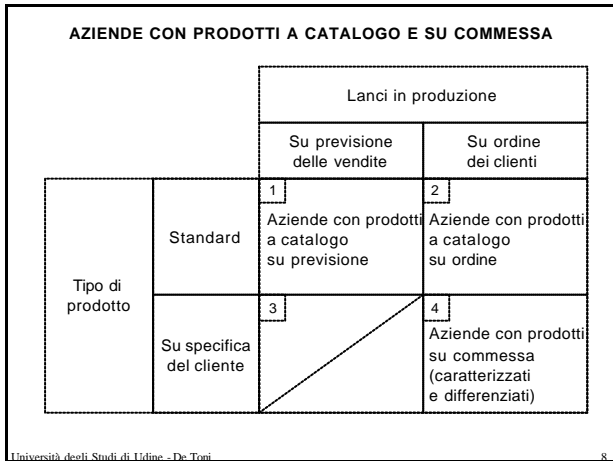 AZIENDE CON PRODOTTI A CATALOGO E SU COMMESSA
Lanci in produzione
Su previsione
delle vendite
Su ordine
dei clienti
Tipo di
prodotto
Standard
1
Aziende con prodotti
a catalogo
su previsione
2
Aziende con prodotti
a catalogo
su ordine
Su specifica
del cliente
3
4
Aziende con prodotti
su commessa
(caratterizzati
e differenziati)
Università degli Studi di Udine - De Toni
8